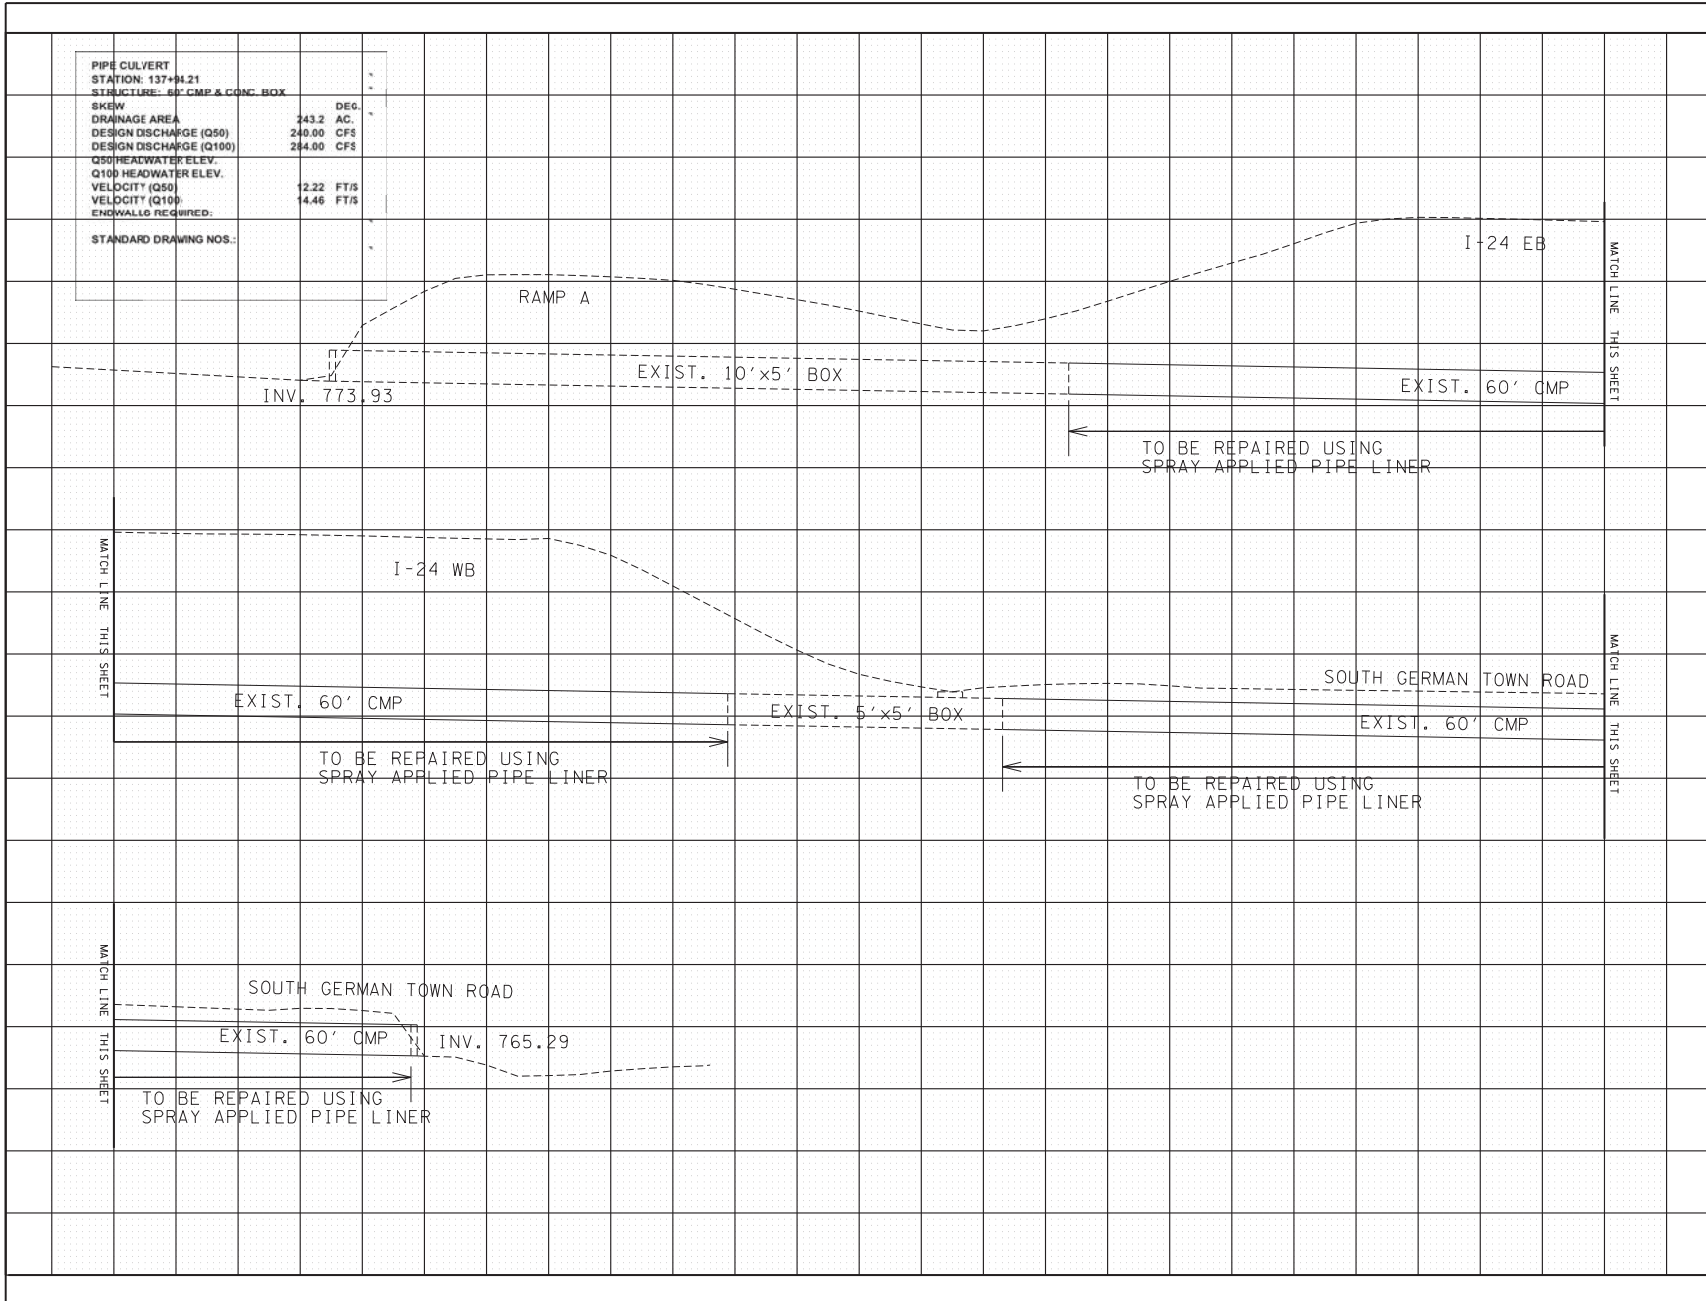 PIPE CULVERT
STATION: 137+94.21
STRUCTURE: 60" CMP & CONC. BOX
SKEW DEG.
DRAINAGE AREA 243.2 AC.
DESIGN DISCHARGE (Q50) 240.00 CFS
DESIGN DISCHARGE (Q100) 284.00 CFS
Q50 HEADWATER ELEV.
Q100 HEADWATER ELEV.
VELOCITY (Q50) 12.22 FT/S
VELOCITY (Q100) 14.46 FT/S
ENDWALLS REQUIRED:
STANDARD DRAWING NOS.:
I-24 EB
RAMP A
MATCH LINE THIS SHEET
EXIST. 10'x5' BOX
EXIST. 60' CMP
INV. 773.93
TO BE REPAIRED USING
SPRAY APPLIED PIPE LINER
MATCH LINE THIS SHEET
I-24 WB
MATCH LINE THIS SHEET
SOUTH GERMAN TOWN ROAD
EXIST. 60' CMP
EXIST. 5'x5' BOX
EXIST. 60' CMP
TO BE REPAIRED USING
SPRAY APPLIED PIPE LINER
TO BE REPAIRED USING
SPRAY APPLIED PIPE LINER
MATCH LINE THIS SHEET
SOUTH GERMAN TOWN ROAD
EXIST. 60' CMP
INV. 765.29
TO BE REPAIRED USING
SPRAY APPLIED PIPE LINER